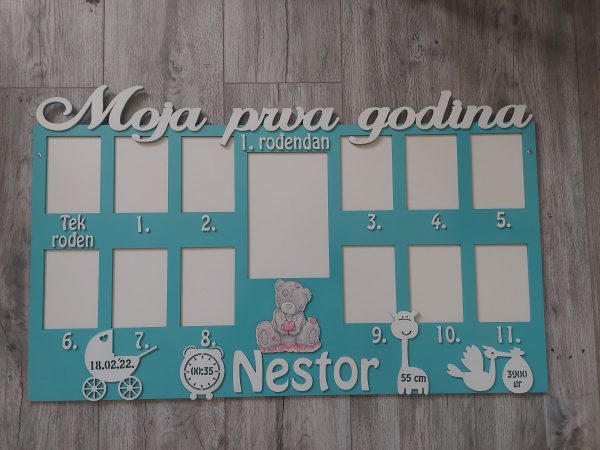 Moja prva godina
1. rođendan
Tek
rođen
1.
2.
3.
4.
5.
6.
7.
8.
9.
10.
11.
18.02.22.
00:35
Nestor
55 cm
3900
gr